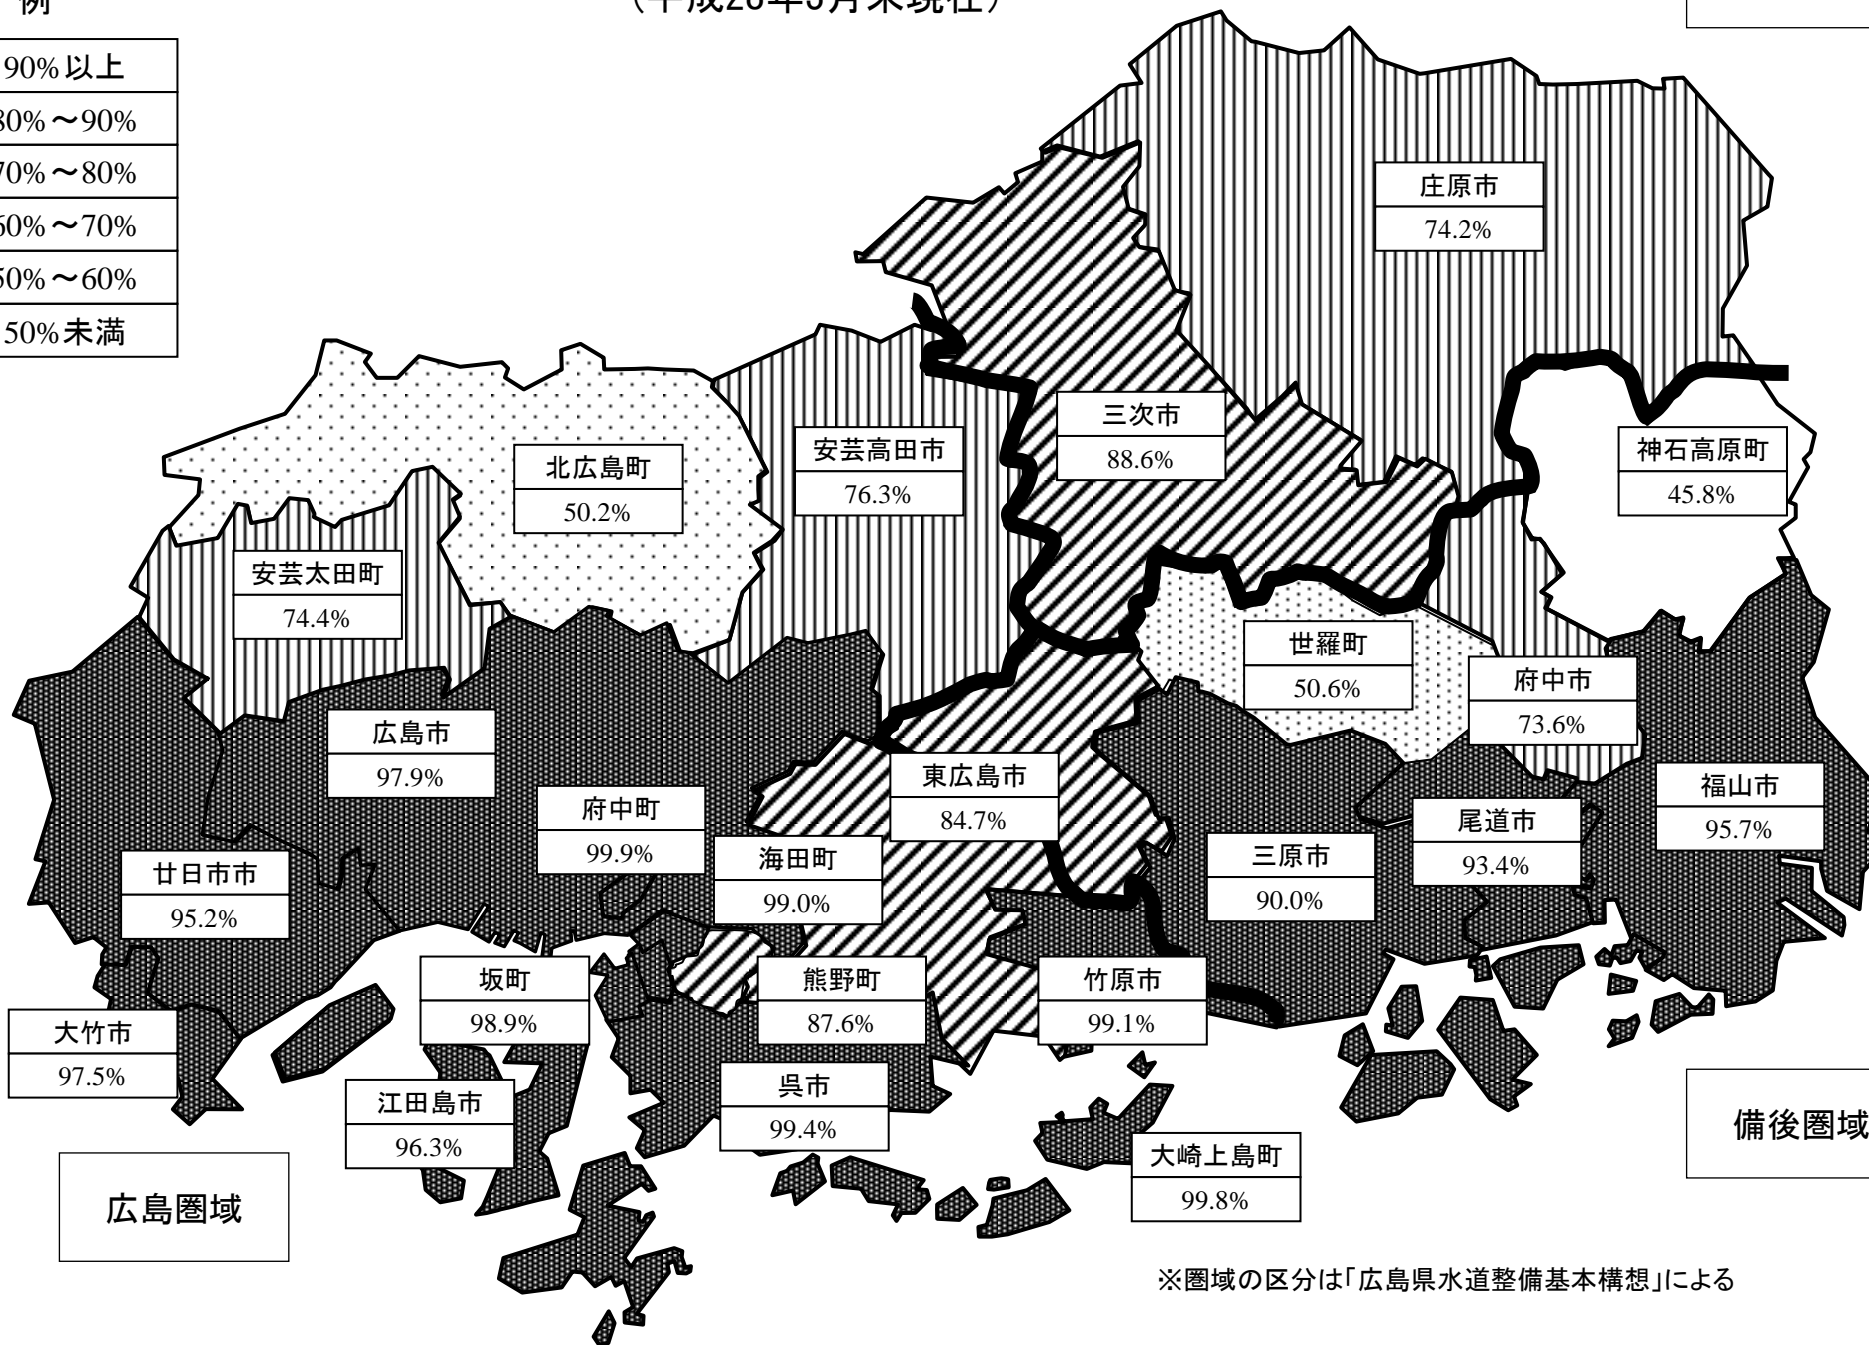 例
90%以上
80%～90%
70%～80%
60%～70%
50%～60%
50%未満
庄原市
74.2%
三次市
88.6%
安芸高田市
76.3%
神石高原町
45.8%
北広島町
50.2%
安芸太田町
74.4%
世羅町
50.6%
府中市
73.6%
広島市
97.9%
東広島市
84.7%
福山市
95.7%
府中町
99.9%
尾道市
93.4%
海田町
99.0%
三原市
90.0%
廿日市市
95.2%
坂町
98.9%
熊野町
87.6%
竹原市
99.1%
大竹市
97.5%
江田島市
96.3%
呉市
99.4%
大崎上島町
99.8%
備後圏域
広島圏域
※圏域の区分は「広島県水道整備基本構想」による